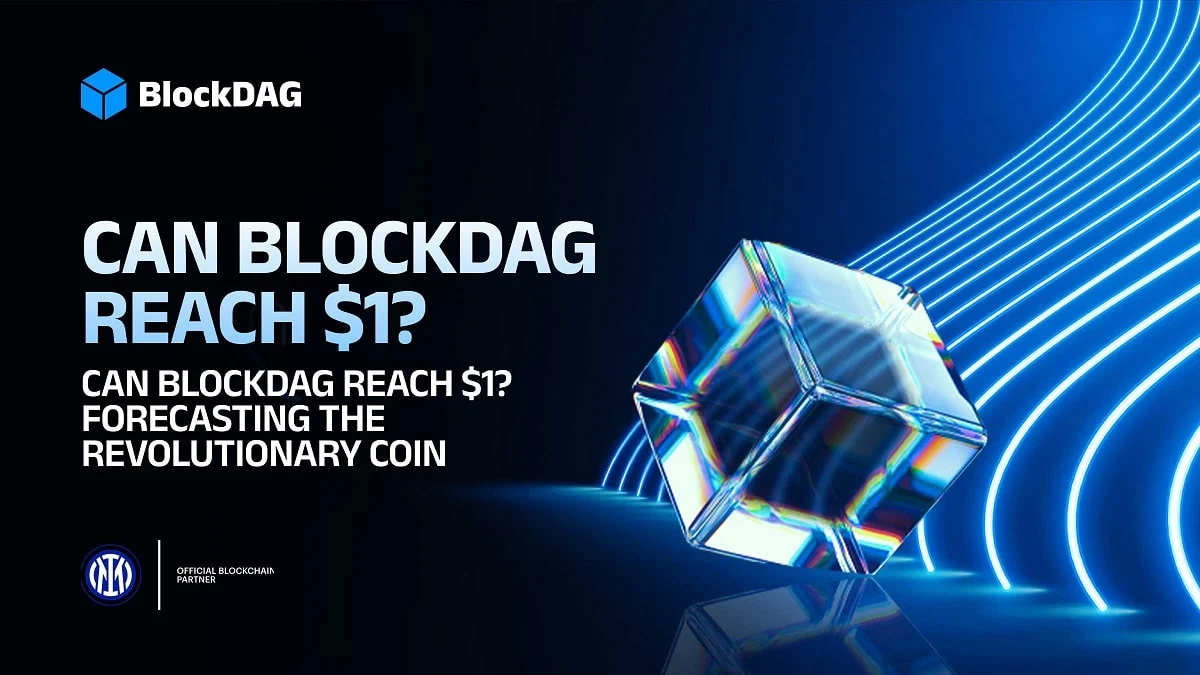 BlockDAG
CAN BLOCKDAG
REACH $1?
CAN BLOCKDAG REACH $1?
FORECASTING THE
REVOLUTIONARY COIN
OFFICIAL BLOCKCHAIN
PARTNER